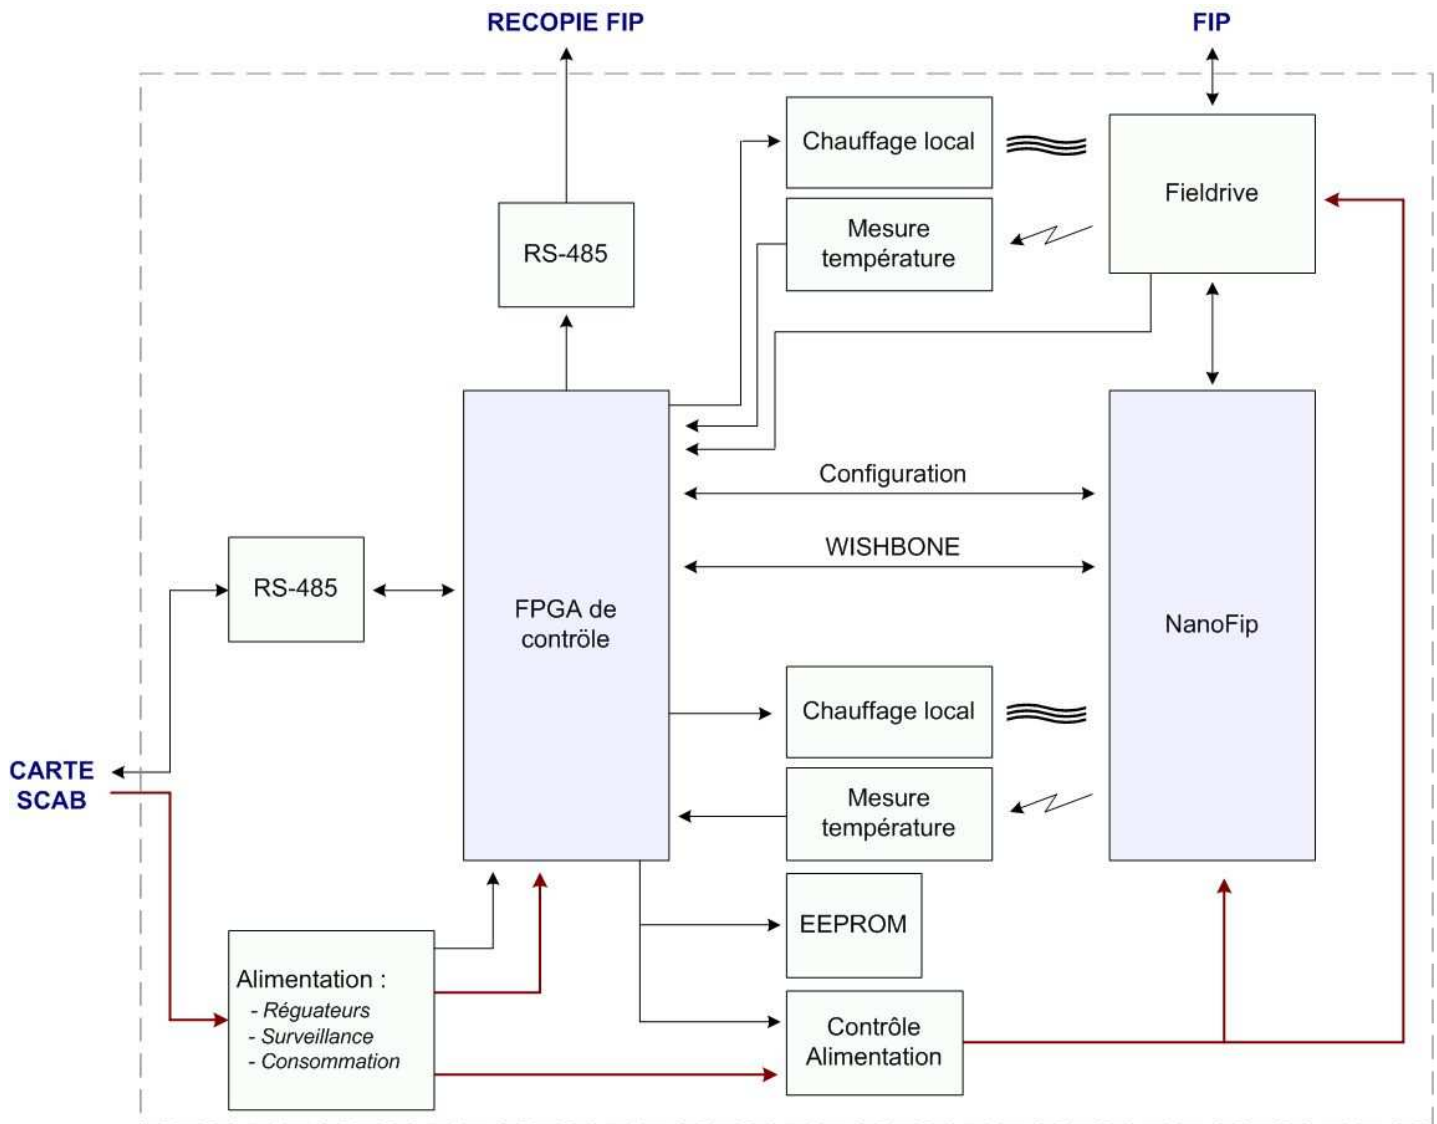 RECOPIE FIP
FIP
Chauffage local
Fieldrive
Mesure
température
RS-485
Configuration
WISHBONE
RS-485
FPGA de
contrôle
NanoFip
Chauffage local
CARTE
SCAB
Mesure
température
EEPROM
Alimentation :
- Réguateurs
- Surveillance
- Consommation
Contrôle
Alimentation